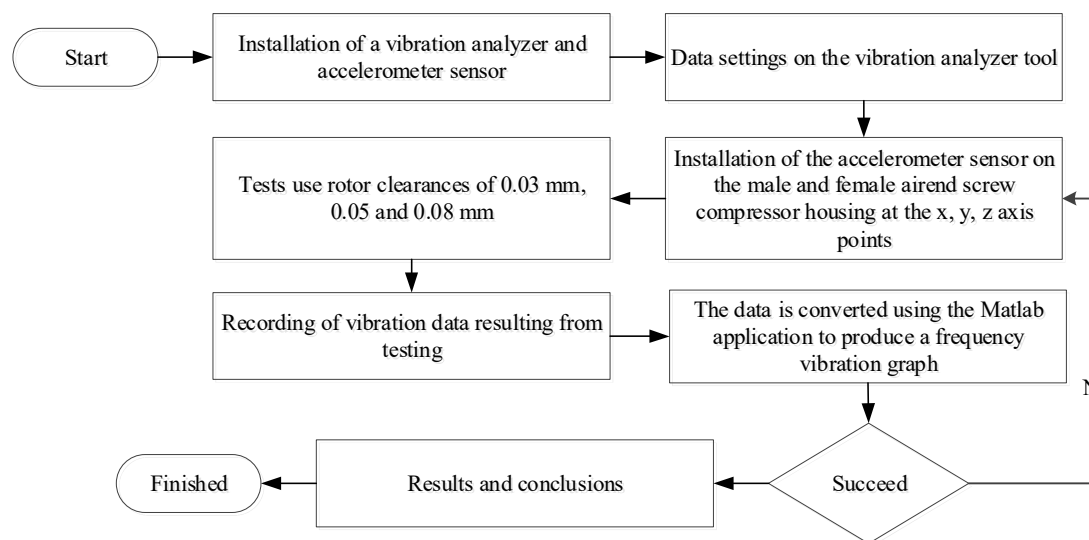 Start
Installation of a vibration analyzer and
accelerometer sensor
Data settings on the vibration analyzer tool
Installation of the accelerometer sensor on
the male and female airend screw
compressor housing at the x, y, z axis
points
Tests use rotor clearances of 0.03 mm,
0.05 and 0.08 mm
Recording of vibration data resulting from
testing
The data is converted using the Matlab
application to produce a frequency
vibration graph
Succeed
Results and conclusions
Finished